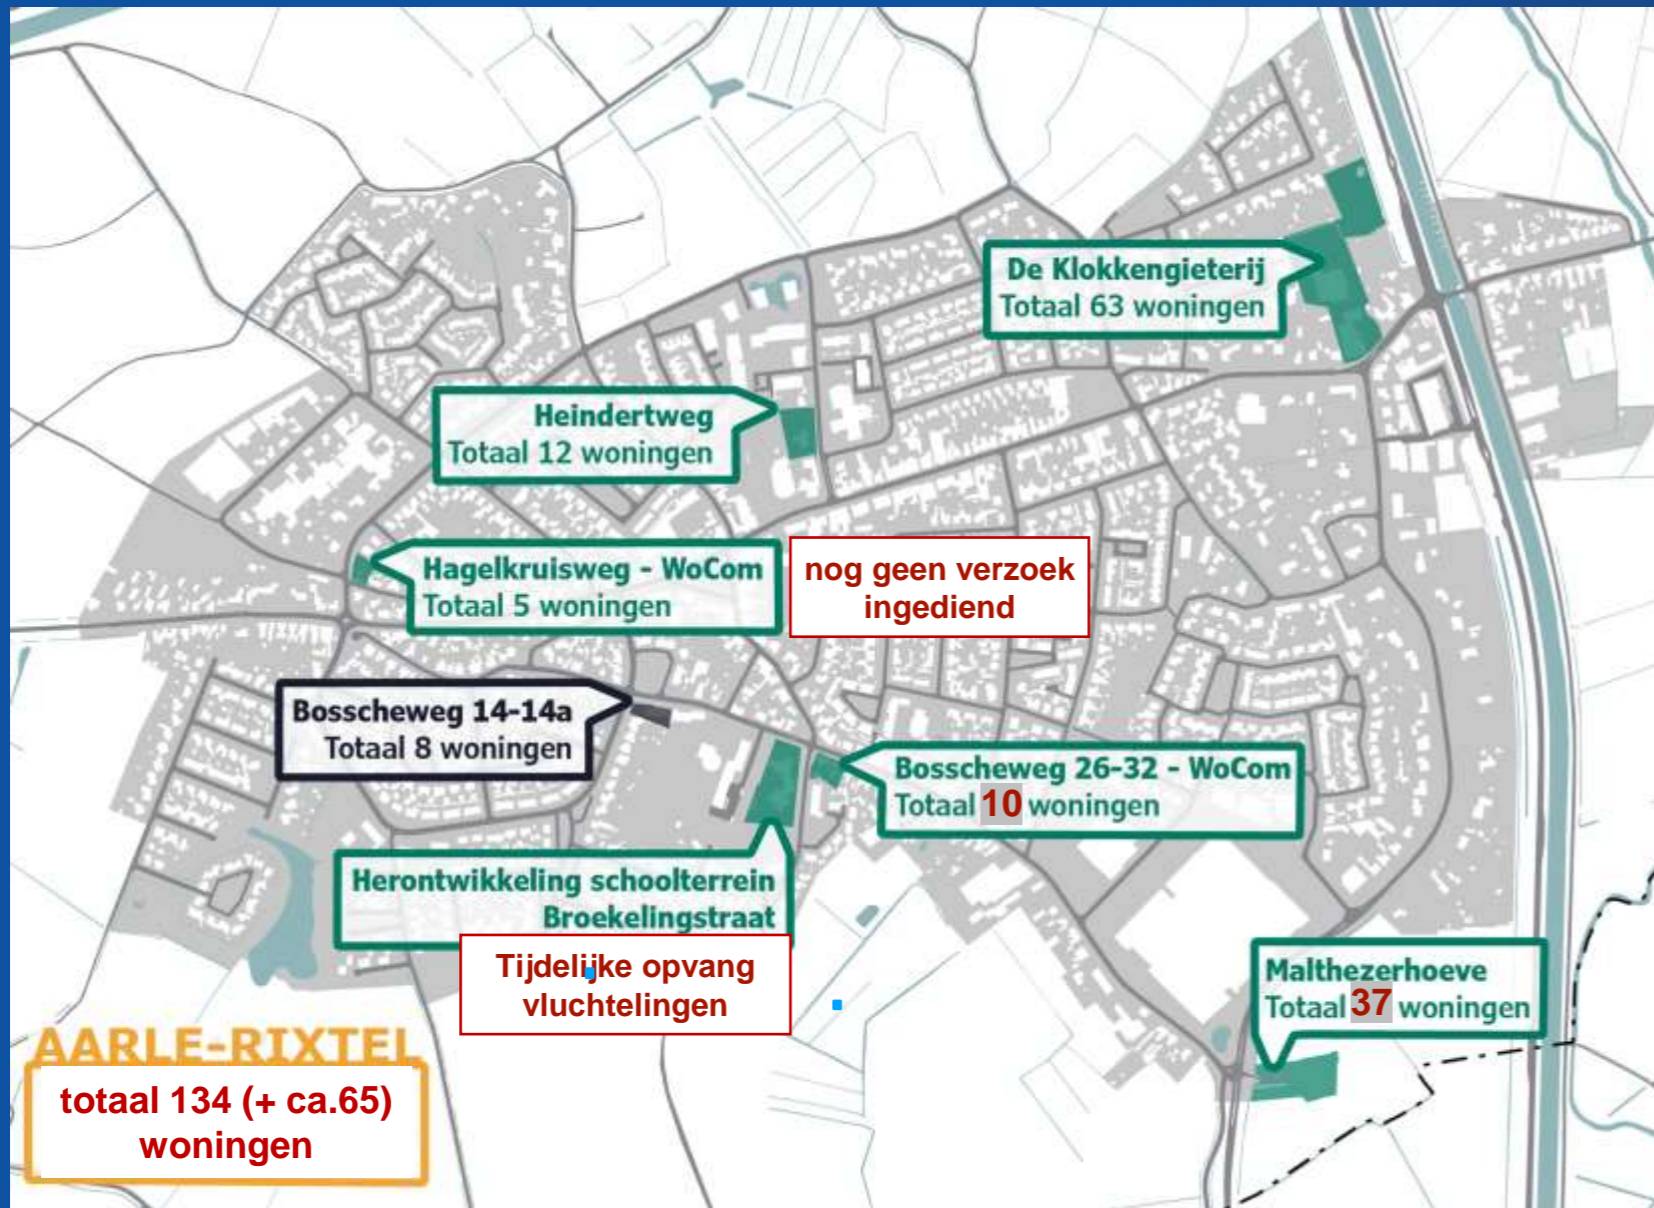 De Klokkengieterij
Totaal 63 woningen
Heindertweg
Totaal 12 woningen
Hagelkruisweg - WoCom
Totaal 5 woningen
nog geen verzoek
ingediend
Bosscheweg 14-14a
Totaal 8 woningen
Bosscheweg 26-32 - WoCom
Totaal 10 woningen
Herontwikkeling schoolterrein
Broekelingstraat
Tijdelijke opvang
vluchtelingen
Malthezerhoeve
Totaal 37 woningen
AARLE-RIXTEL
totaal 134 (+ ca.65)
woningen